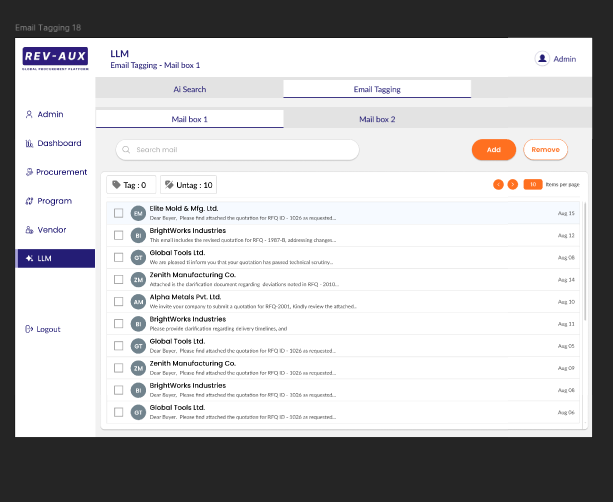 Email Tagging 18
REV-AUX
GLOBAL PROCUREMENT PLATFORM
LLM
Email Tagging - Mail box 1
Admin
Ai Search
Email Tagging
Mail box 1
Mail box 2
Admin
Dashboard
Procurement
Program
Vendor
LLM
Logout
Search mail
Add
Remove
Tag : 0
Untag : 10
10
Items per page
EM
Elite Mold & Mfg. Ltd.
Dear Buyer, Please find attached the quotation for RFQ ID - 1026 as requested...
Aug 15
BI
BrightWorks Industries
This email includes the revised quotation for RFQ - 1987-B, addressing changes...
Aug 12
GT
Global Tools Ltd.
We are pleased ti inform you that your quotation has passed technical scrutiny...
Aug 08
ZM
Zenith Manufacturing Co.
Attached is the clarification document regarding deviations noted in RFQ - 2010...
Aug 14
AM
Alpha Metals Pvt. Ltd.
We invite your company to submit a quotation for RFQ-2001, Kindly review the attached..
Aug 10
BI
BrightWorks Industries
Please provide clarification regarding delivery timelines, and
Aug 11
GT
Global Tools Ltd.
Dear Buyer, Please find attached the quotation for RFQ ID - 1026 as requested...
Aug 05
ZM
Zenith Manufacturing Co.
Dear Buyer, Please find attached the quotation for RFQ ID - 1026 as requested...
Aug 09
BI
BrightWorks Industries
Dear Buyer, Please find attached the quotation for RFQ ID - 1026 as requested...
Aug 08
GT
Global Tools Ltd.
Dear Buyer, Please find attached the quotation for RFQ ID - 1026 as requested...
Aug 06